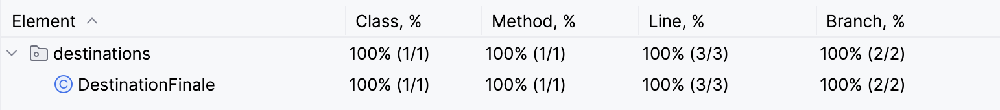 Element Class, % Method, % Line, % Branch, %
destinations 100% (1/1) 100% (1/1) 100% (3/3) 100% (2/2)
C DestinationFinale 100% (1/1) 100% (1/1) 100% (3/3) 100% (2/2)